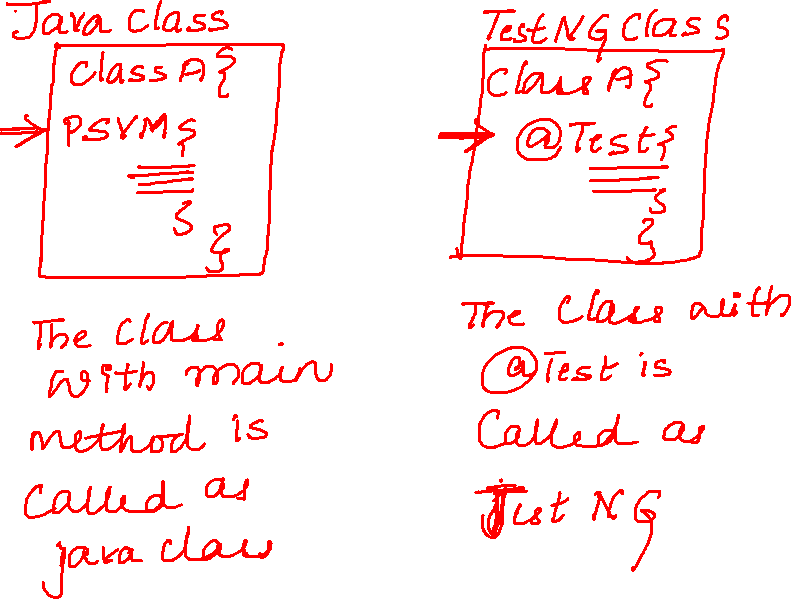 Java Class
Class A {
PSVM {
}
}
The Class
with main
method is
Called as
java class
TestNG Class
Class A {
@Test {
}
}
The Class with
@Test is
Called as
Test NG